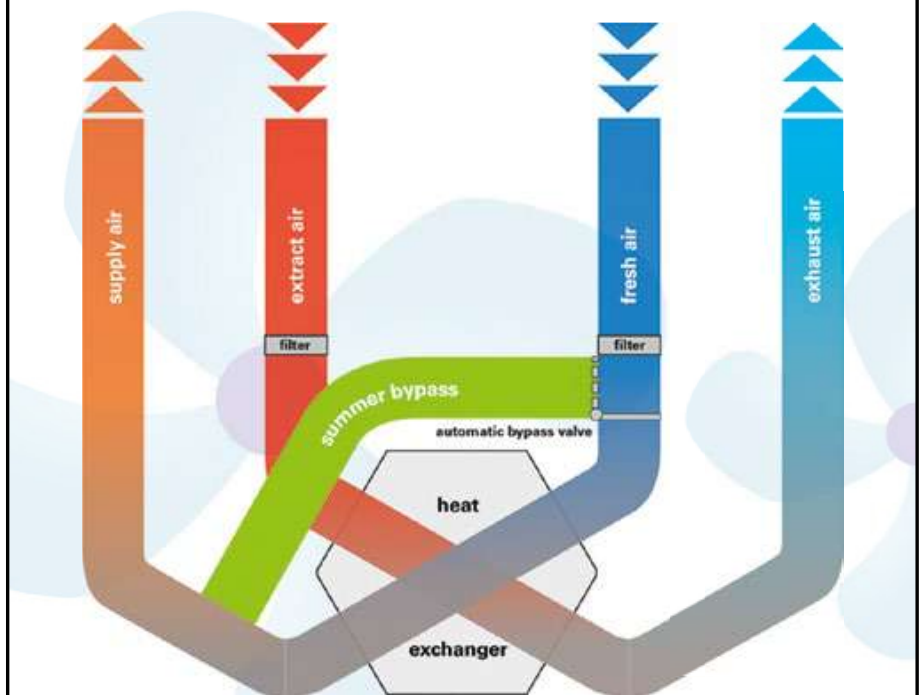 supply air
extract air
fresh air
exhaust air
filter
filter
summer bypass
automatic bypass valve
heat
exchanger